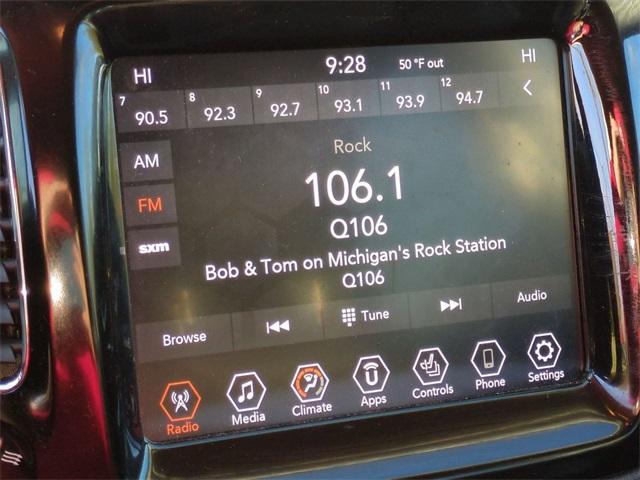 HI 9:28 50 °F out HI
7 8 9 10 11 12
90.5 92.3 92.7 93.1 93.9 94.7
AM
FM
sxm
Rock
106.1
Q106
Bob & Tom on Michigan's Rock Station
Q106
Browse Tune Audio
Radio Media Climate Apps Controls Phone Settings